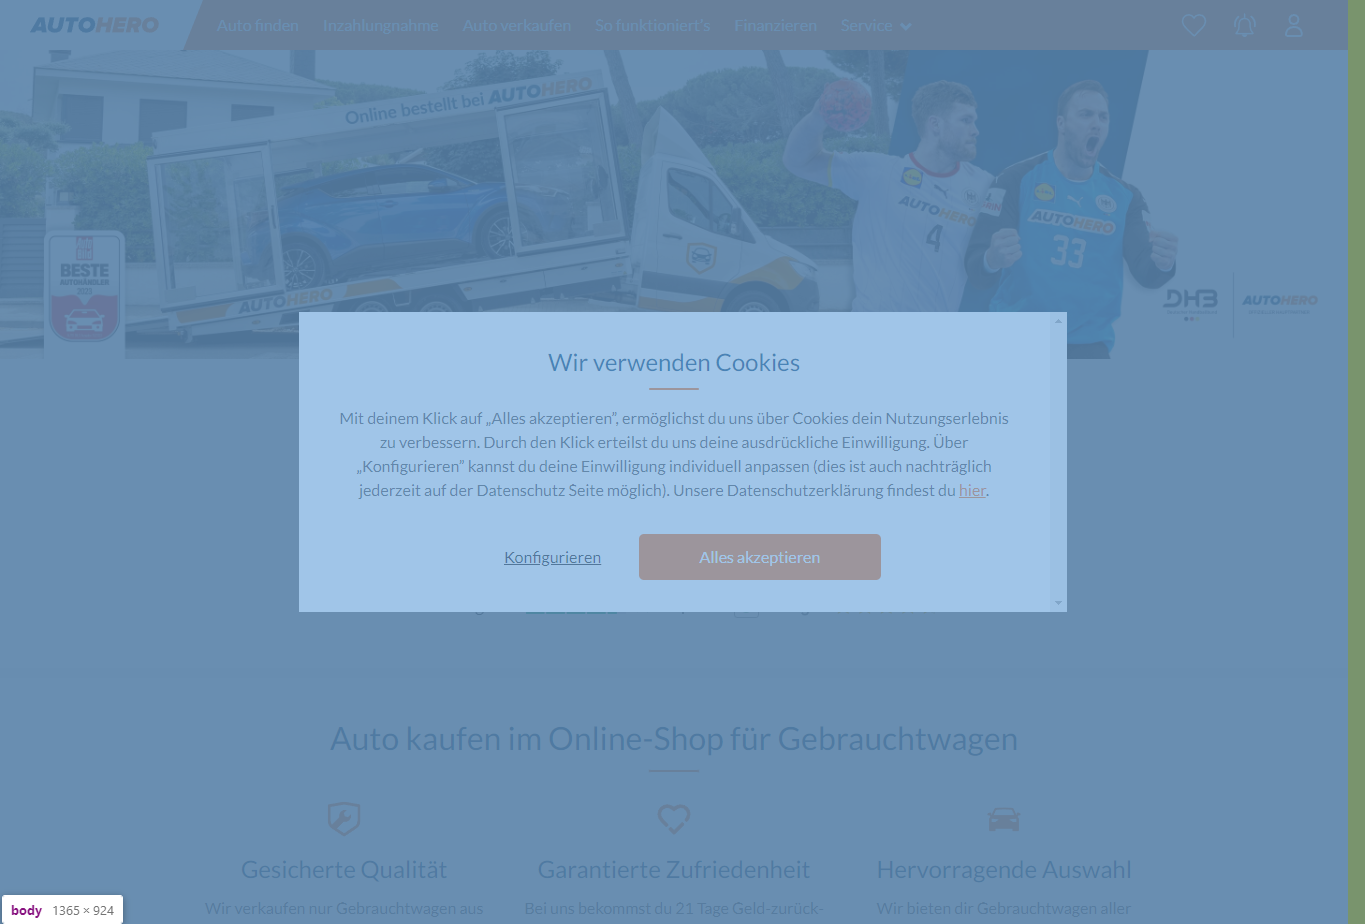 AUTOHERO
Auto finden
Inzahlungnahme
Auto verkaufen
So funktioniert's
Finanzieren
Service
Online bestellt bei AUTOHERO
AUTOHERO
4
AUTOHERO
33
BESTE
AUTOHÄNDLER
AUTOHERO
DHB
AUTOHERO
Wir verwenden Cookies
Mit deinem Klick auf „Alles akzeptieren”, ermöglichst du uns über Cookies dein Nutzungserlebnis
zu verbessern. Durch den Klick erteilst du uns deine ausdrückliche Einwilligung. Über
„Konfigurieren” kannst du deine Einwilligung individuell anpassen (dies ist auch nachträglich
jederzeit auf der Datenschutz Seite möglich). Unsere Datenschutzerklärung findest du hier.
Konfigurieren
Alles akzeptieren
Auto kaufen im Online-Shop für Gebrauchtwagen
Gesicherte Qualität
Garantierte Zufriedenheit
Hervorragende Auswahl
Wir verkaufen nur Gebrauchtwagen aus
Bei uns bekommst du 21 Tage Geld-zurück-
Wir bieten dir Gebrauchtwagen aller
body 1365 × 924